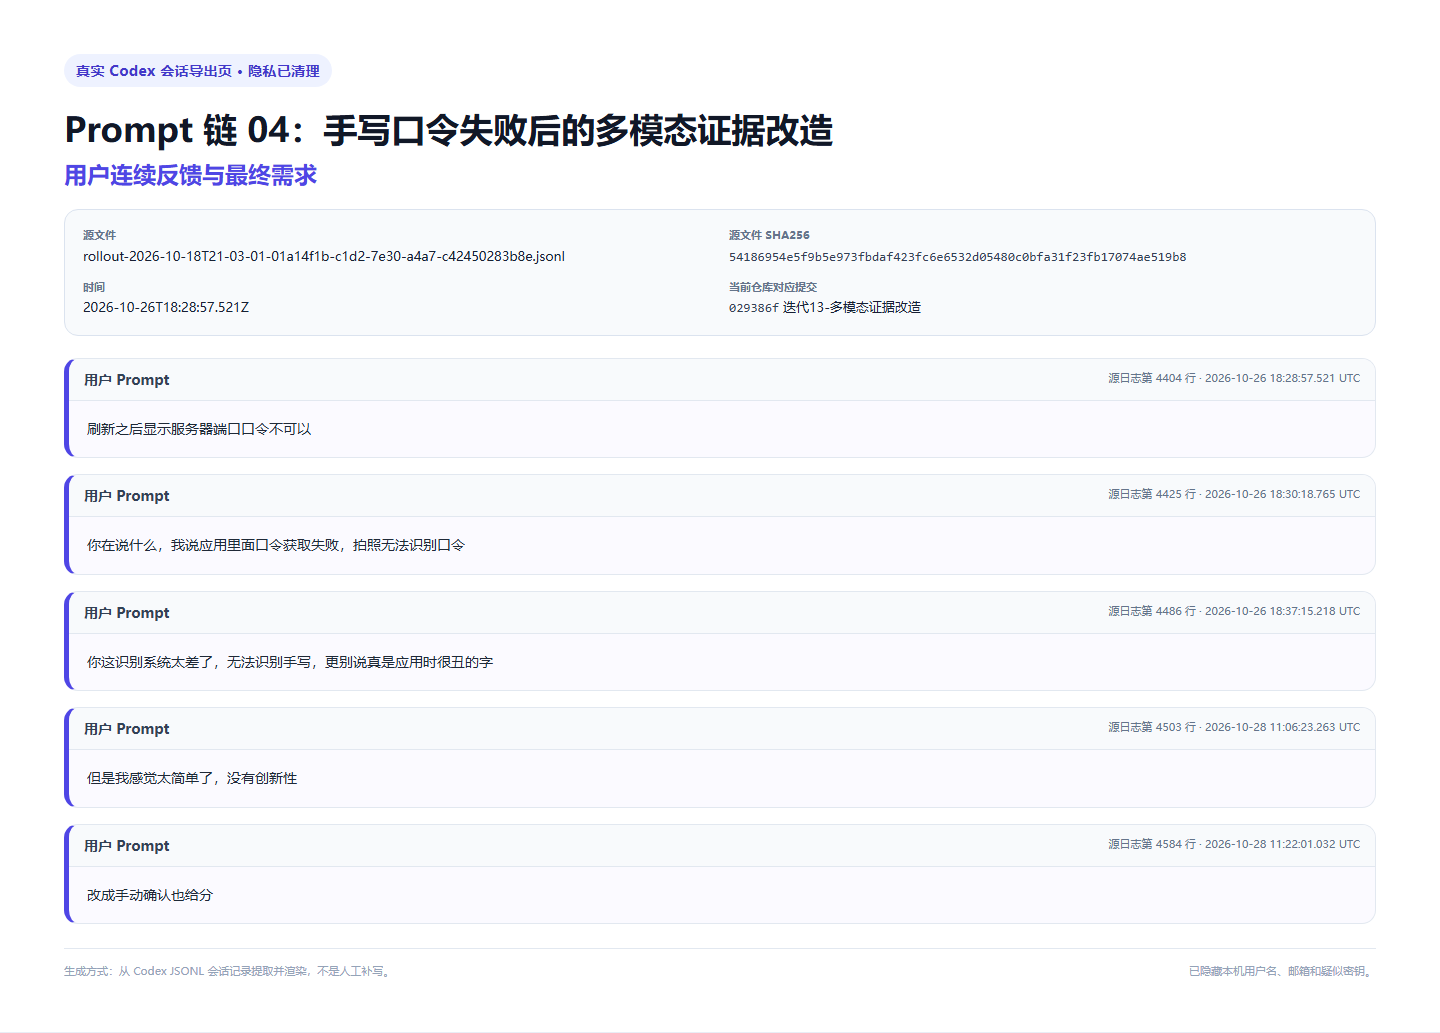 真实 Codex 会话导出页 • 隐私已清理
Prompt 链 04：手写口令失败后的多模态证据改造
用户连续反馈与最终需求
源文件
rollout-2026-10-18T21-03-01-01a14f1b-c1d2-7e30-a4a7-c42450283b8e.jsonl
源文件 SHA256
54186954e5f9b5e973fbdaf423fc6e6532d05480c0bfa31f23fb17074ae519b8
时间
2026-10-26T18:28:57.521Z
当前仓库对应提交
029386f 迭代13-多模态证据改造
用户 Prompt
源日志第 4404 行 · 2026-10-26 18:28:57.521 UTC
刷新之后显示服务器端口口令不可以
用户 Prompt
源日志第 4425 行 · 2026-10-26 18:30:18.765 UTC
你在说什么，我说应用里面口令获取失败，拍照无法识别口令
用户 Prompt
源日志第 4486 行 · 2026-10-26 18:37:15.218 UTC
你这识别系统太差了，无法识别手写，更别说真是应用时很丑的字
用户 Prompt
源日志第 4503 行 · 2026-10-28 11:06:23.263 UTC
但是我感觉太简单了，没有创新性
用户 Prompt
源日志第 4584 行 · 2026-10-28 11:22:01.032 UTC
改成手动确认也给分
生成方式：从 Codex JSONL 会话记录提取并渲染，不是人工补写。
已隐藏本机用户名、邮箱和疑似密钥。